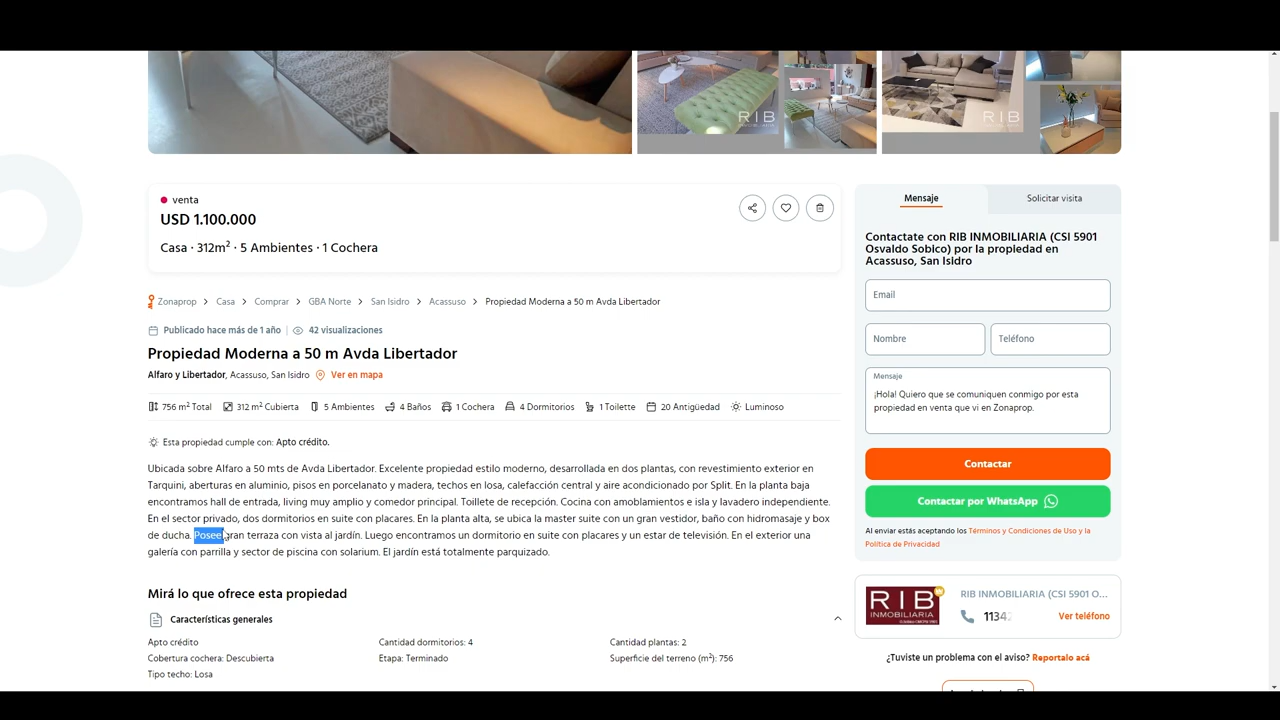 RIB
INMOBILIARIA
RIB
venta
USD 1.100.000
Casa · 312m² · 5 Ambientes · 1 Cochera
Zonaprop > Casa > Comprar > GBA Norte > San Isidro > Acassuso > Propiedad Moderna a 50 m Avda Libertador
Publicado hace más de 1 año | 42 visualizaciones
Propiedad Moderna a 50 m Avda Libertador
Alfaro y Libertador, Acassuso, San Isidro Ver en mapa
756 m² Total 312 m² Cubierta 5 Ambientes 4 Baños 1 Cochera 4 Dormitorios 1 Toilette 20 Antigüedad Luminoso
Esta propiedad cumple con: Apto crédito.
Ubicada sobre Alfaro a 50 mts de Avda Libertador. Excelente propiedad estilo moderno, desarrollada en dos plantas, con revestimiento exterior en
Tarquini, aberturas en aluminio, pisos en porcelanato y madera, techos en losa, calefacción central y aire acondicionado por Split. En la planta baja
encontramos hall de entrada, living muy amplio y comedor principal. Toillete de recepción. Cocina con amoblamientos e isla y lavadero independiente.
En el sector privado, dos dormitorios en suite con placares. En la planta alta, se ubica la master suite con un gran vestidor, baño con hidromasaje y box
de ducha. Posee gran terraza con vista al jardín. Luego encontramos un dormitorio en suite con placares y un estar de televisión. En el exterior una
galería con parrilla y sector de piscina con solarium. El jardín está totalmente parquizado.
Mirá lo que ofrece esta propiedad
Características generales
Apto crédito Cantidad dormitorios: 4 Cantidad plantas: 2
Cobertura cochera: Descubierta Etapa: Terminado Superficie del terreno (m²): 756
Tipo techo: Losa
Mensaje Solicitar visita
Contactate con RIB INMOBILIARIA (CSI 5901
Osvaldo Sobico) por la propiedad en
Acassuso, San Isidro
Email
Nombre Teléfono
Mensaje
¡Hola! Quiero que se comuniquen conmigo por esta
propiedad en venta que vi en Zonaprop.
Contactar
Contactar por WhatsApp
Al enviar estás aceptando los Términos y Condiciones de Uso y la
Política de Privacidad
RIB
INMOBILIARIA
RIB INMOBILIARIA (CSI 5901 O...
1134 Ver teléfono
¿Tuviste un problema con el aviso? Reportalo acá